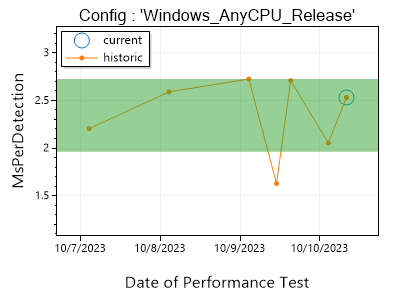 Config : 'Windows_AnyCPU_Release'
current
historic
3
2.5
2
1.5
MsPerDetection
10/7/2023
10/8/2023
10/9/2023
10/10/2023
Date of Performance Test